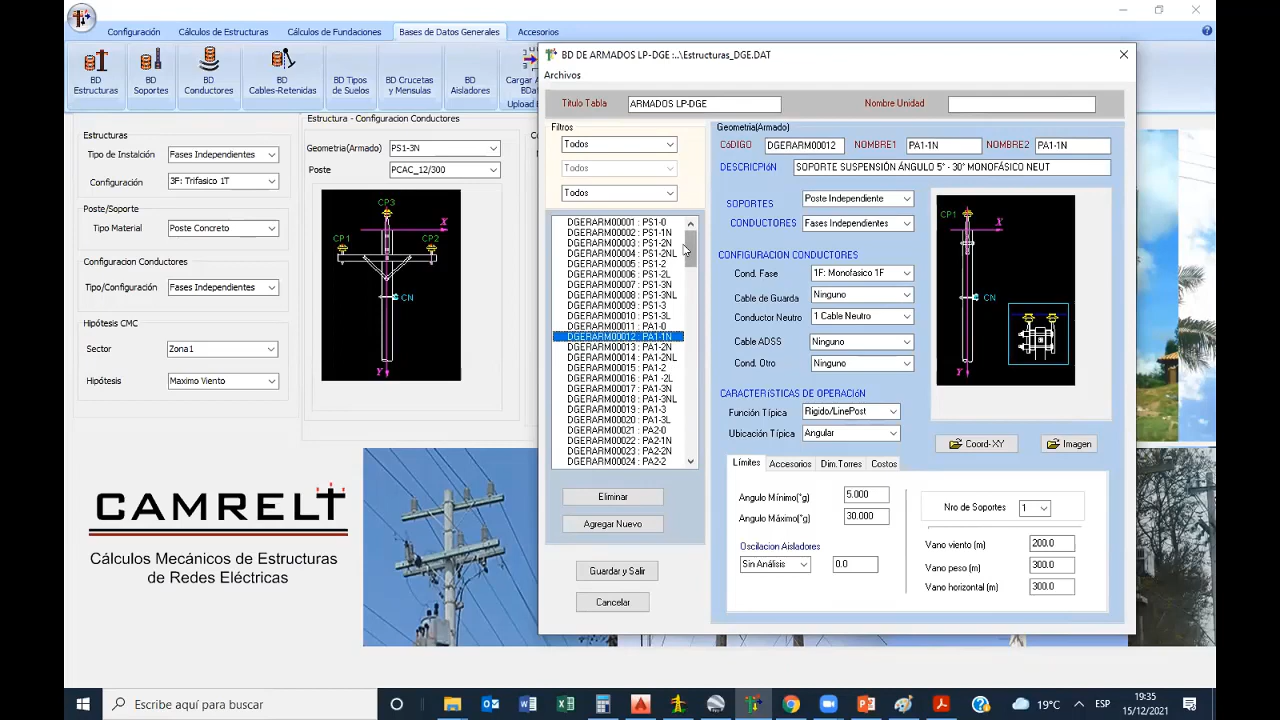 Configuración
Cálculos de Estructuras
Cálculos de Fundaciones
Bases de Datos Generales
Accesorios
BD
Estructuras
BD
Soportes
BD
Conductores
BD
Cables-Retenidas
BD Tipos
de Suelos
BD Crucetas
y Mensulas
BD
Aisladores
Cargar A
BDat
Upload B
Estructuras
Tipo de Instalción
Fases Independientes
Configuración
3F: Trifasico 1T
Poste/Soporte
Tipo Material
Poste Concreto
Configuracion Conductores
Tipo/Configuración
Fases Independientes
Hipótesis CMC
Sector
Zona1
Hipótesis
Maximo Viento
Estructura - Configuracion Conductores
Geometria(Armado)
PS1-3N
Poste
PCAC_12/300
CP3
X
CP1
CP2
CN
Y
CAMRELT
Cálculos Mecánicos de Estructuras
de Redes Eléctricas
BD DE ARMADOS LP-DGE :..\Estructuras_DGE.DAT
Archivos
Titulo Tabla
ARMADOS LP-DGE
Nombre Unidad
Filtros
Todos
Todos
Todos
DGERARM00001 : PS1-0
DGERARM00002 : PS1-1N
DGERARM00003 : PS1-2N
DGERARM00004 : PS1-2NL
DGERARM00005 : PS1-2
DGERARM00006 : PS1-2L
DGERARM00007 : PS1-3N
DGERARM00008 : PS1-3NL
DGERARM00009 : PS1-3
DGERARM00010 : PS1-3L
DGERARM00011 : PA1-0
DGERARM00012 : PA1-1N
DGERARM00013 : PA1-2N
DGERARM00014 : PA1-2NL
DGERARM00015 : PA1-2
DGERARM00016 : PA1 -2L
DGERARM00017 : PA1-3N
DGERARM00018 : PA1-3NL
DGERARM00019 : PA1-3
DGERARM00020 : PA1-3L
DGERARM00021 : PA2-0
DGERARM00022 : PA2-1N
DGERARM00023 : PA2-2N
DGERARM00024 : PA2-2
Eliminar
Agregar Nuevo
Guardar y Salir
Cancelar
Geometria(Armado)
CóDIGO
DGERARM00012
NOMBRE1
PA1-1N
NOMBRE2
PA1-1N
DESCRIPCIóN
SOPORTE SUSPENSIÓN ÁNGULO 5° - 30° MONOFÁSICO NEUT
SOPORTES
Poste Independiente
CONDUCTORES
Fases Independientes
CONFIGURACION CONDUCTORES
Cond. Fase
1F: Monofasico 1F
Cable de Guarda
Ninguno
Conductor Neutro
1 Cable Neutro
Cable ADSS
Ninguno
Cond. Otro
Ninguno
CARACTERíSTICAS DE OPERACIóN
Función Típica
Rigido/LinePost
Ubicación Típica
Angular
CP1
X
CN
Y
Coord-XY
Imagen
Límites
Accesorios
Dim.Torres
Costos
Angulo Mínimo(°g)
5.000
Angulo Máximo(°g)
30.000
Oscilacion Aisladores
Sin Análisis
0.0
Nro de Soportes
1
Vano viento (m)
200.0
Vano peso (m)
300.0
Vano horizontal (m)
300.0
Escribe aquí para buscar
19°C
ESP
19:35
15/12/2021